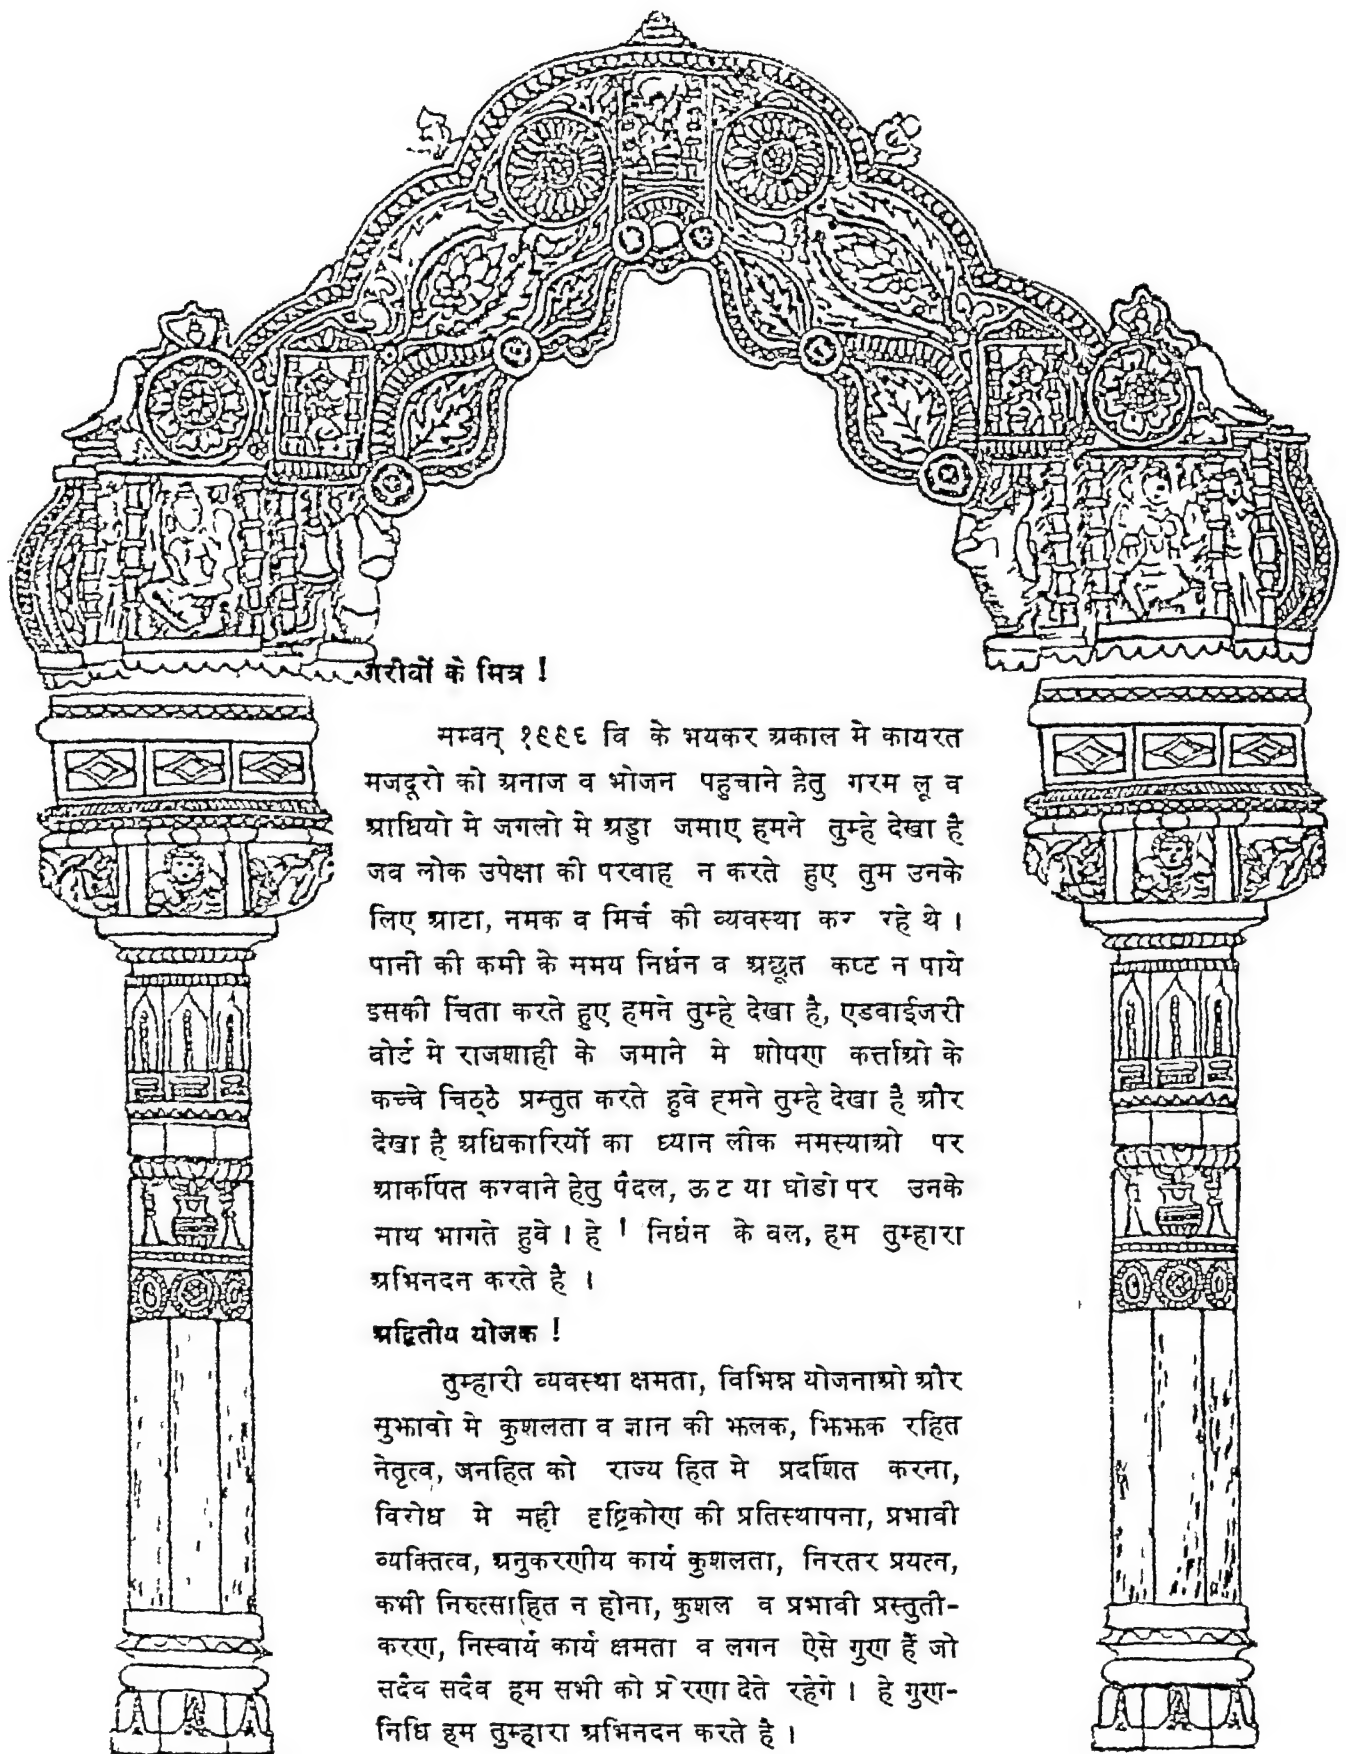 गरीबों के मित्र !
सम्वत् १९९६ वि के भयकर अकाल मे कायरत
मजदूरो को अनाज व भोजन पहुचाने हेतु गरम लू व
आधियो मे जगलो मे अड्डा जमाए हमने तुम्हे देखा है
जब लोक उपेक्षा की परवाह न करते हुए तुम उनके
लिए आटा, नमक व मिर्च की व्यवस्था कर रहे थे ।
पानी की कमी के समय निर्धन व अछूत कष्ट न पाये
इसकी चिता करते हुए हमने तुम्हे देखा है, एडवाईजरी
वोर्ट मे राजशाही के जमाने मे शोषण कर्त्ताओ के
कच्चे चिठ्ठे प्रस्तुत करते हुवे हमने तुम्हे देखा है और
देखा है अधिकारियों का ध्यान लोक समस्याओ पर
आकर्षित करवाने हेतु पैदल, ऊट या घोडो पर उनके
साथ भागते हुवे । हे ! निर्धन के बल, हम तुम्हारा
अभिनदन करते है ।
अद्वितीय योजक !
तुम्हारी व्यवस्था क्षमता, विभिन्न योजनाओ और
सुझावो मे कुशलता व ज्ञान की झलक, झिझक रहित
नेतृत्व, जनहित को राज्य हित मे प्रदर्शित करना,
विरोध मे सही दृष्टिकोण की प्रतिस्थापना, प्रभावी
व्यक्तित्व, अनुकरणीय कार्य कुशलता, निरतर प्रयत्न,
कभी निरुत्साहित न होना, कुशल व प्रभावी प्रस्तुती-
करण, निस्वार्थ कार्य क्षमता व लगन ऐसे गुण हैं जो
सदैव सदैव हम सभी को प्रेरणा देते रहेगे । हे गुण-
निधि हम तुम्हारा अभिनदन करते है ।